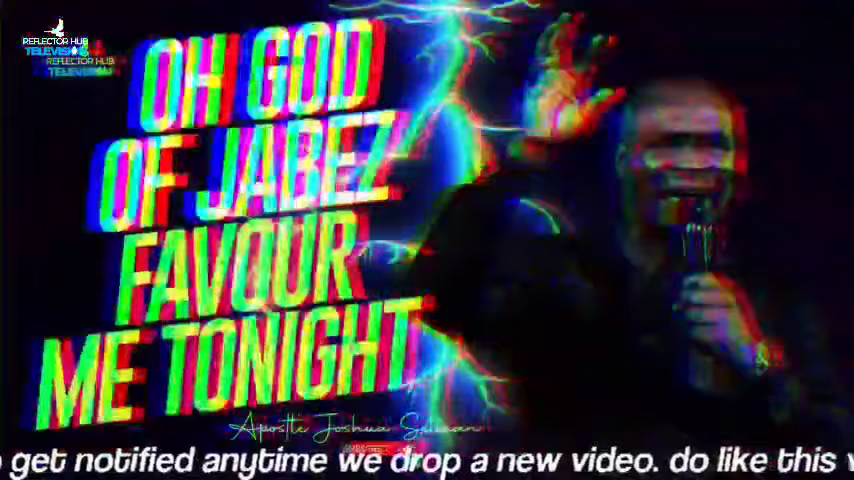 REFLECTOR HUB
TELEVISION
REFLECTOR HUB
TELEVISION
OH GOD
OF JABEZ
FAVOUR
ME TONIGHT
Apostle Joshua Selman
get notified anytime we drop a new video. do like this